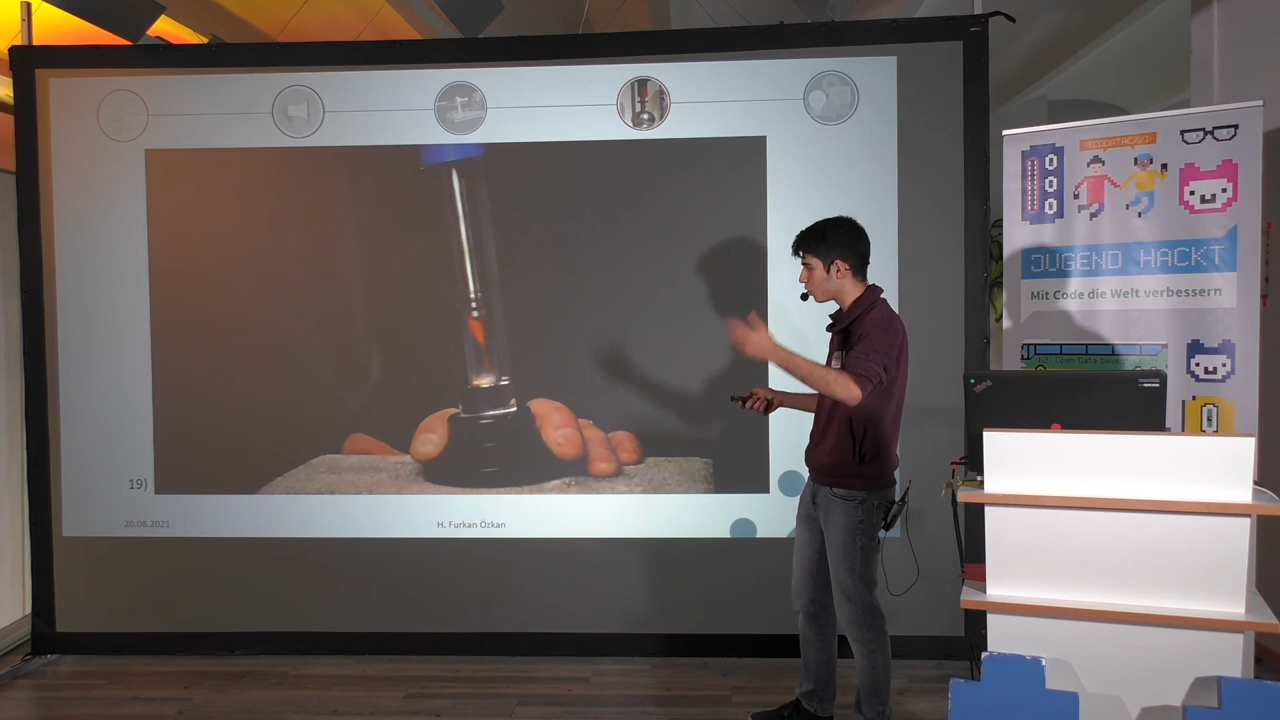 19)
20.08.2021
H. Furkan Özkan
JUGEND HACKT
Mit Code die Welt verbessern